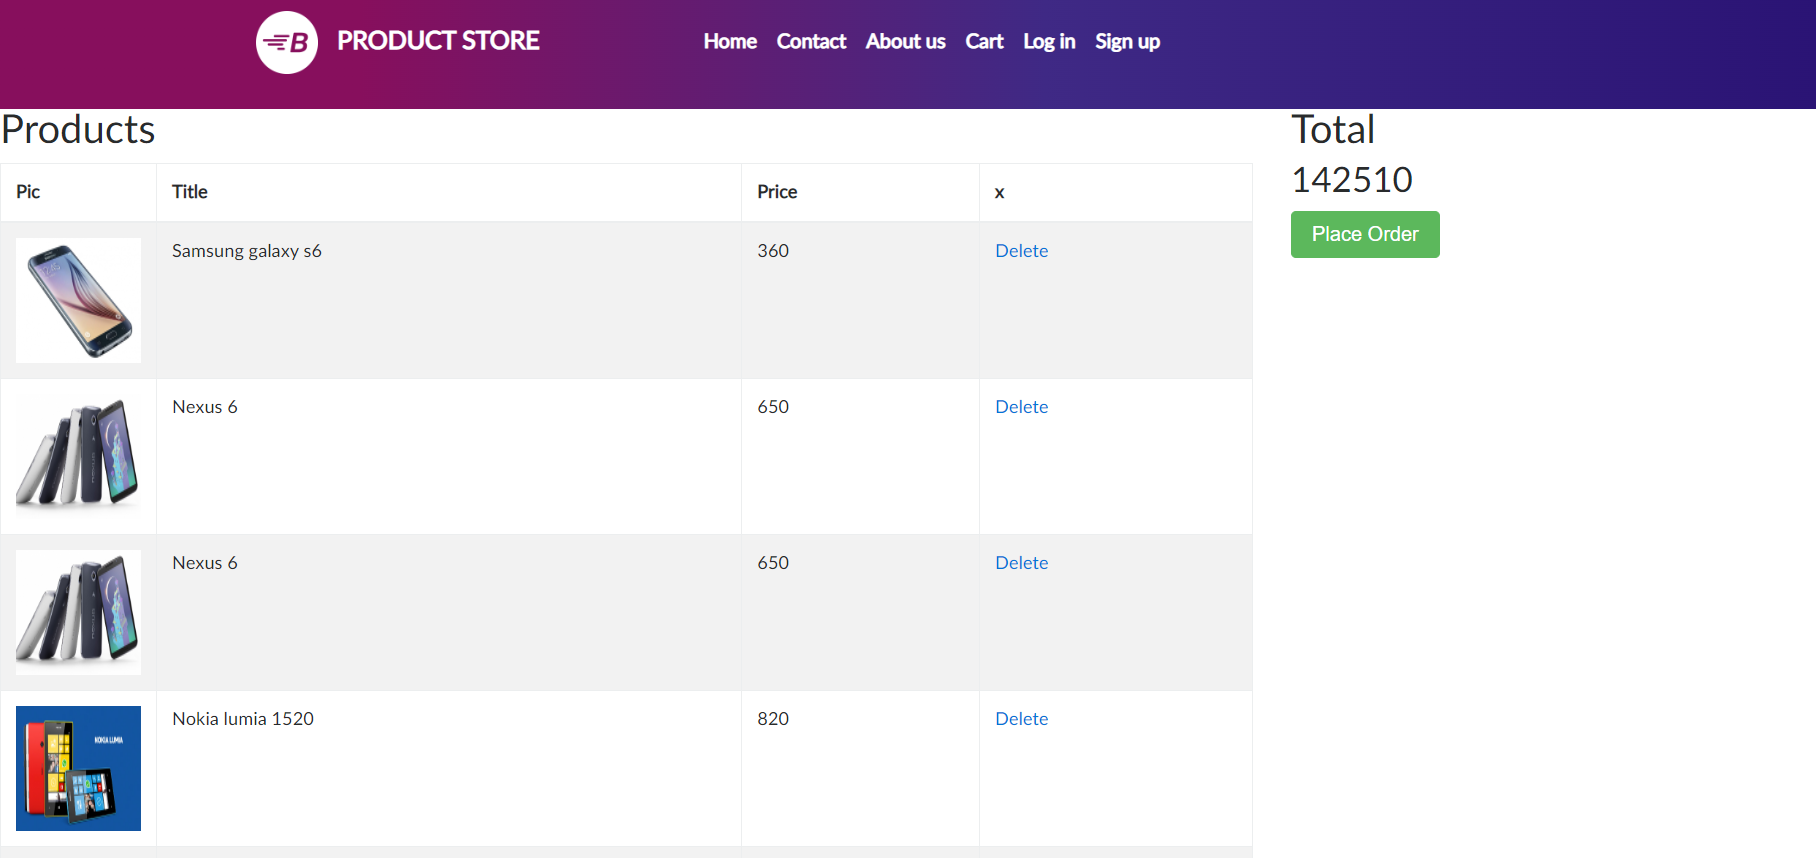 B PRODUCT STORE Home Contact About us Cart Log in Sign up
Products
Pic Title Price x
Samsung galaxy s6 360 Delete
Nexus 6 650 Delete
Nexus 6 650 Delete
NOKIA LUMIA
Nokia lumia 1520 820 Delete
Total
142510
Place Order